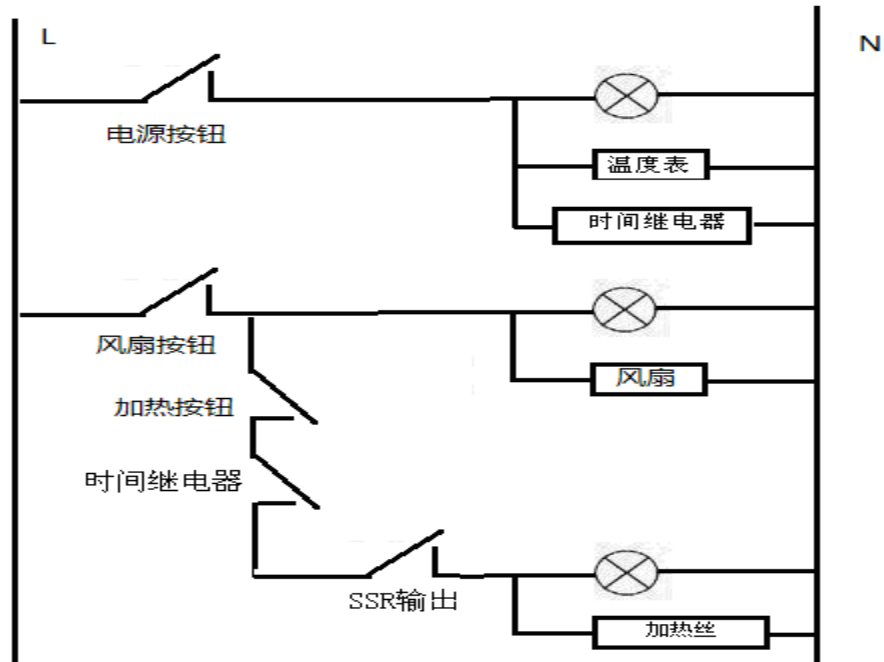 L
N
电源按钮
温度表
时间继电器
风扇按钮
风扇
加热按钮
时间继电器
SSR输出
加热丝